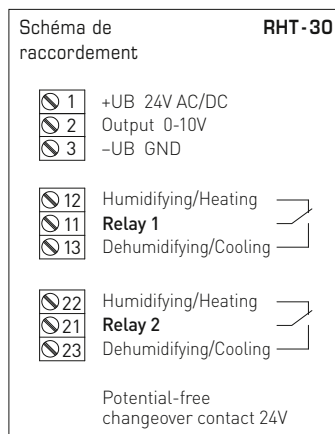 Schéma de RHT-30
raccordement
1 +UB 24V AC/DC
2 Output 0-10V
3 –UB GND
12 Humidifying/Heating
11 Relay 1
13 Dehumidifying/Cooling
22 Humidifying/Heating
21 Relay 2
23 Dehumidifying/Cooling
Potential-free
changeover contact 24V